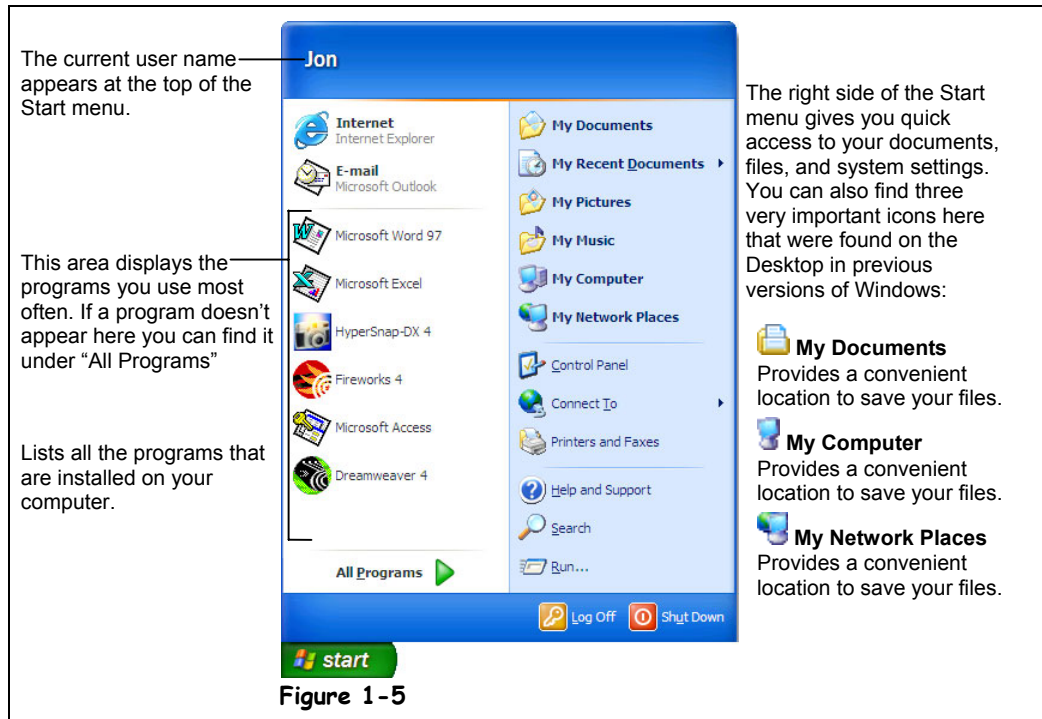 The current user name
appears at the top of the
Start menu.
This area displays the
programs you use most
often. If a program doesn’t
appear here you can find it
under “All Programs”
Lists all the programs that
are installed on your
computer.
Jon
Internet
Internet Explorer
E-mail
Microsoft Outlook
Microsoft Word 97
Microsoft Excel
HyperSnap-DX 4
Fireworks 4
Microsoft Access
Dreamweaver 4
All Programs
My Documents
My Recent Documents
My Pictures
My Music
My Computer
My Network Places
Control Panel
Connect To
Printers and Faxes
Help and Support
Search
Run...
Log Off
Shut Down
start
Figure 1-5
The right side of the Start
menu gives you quick
access to your documents,
files, and system settings.
You can also find three
very important icons here
that were found on the
Desktop in previous
versions of Windows:
My Documents
Provides a convenient
location to save your files.
My Computer
Provides a convenient
location to save your files.
My Network Places
Provides a convenient
location to save your files.